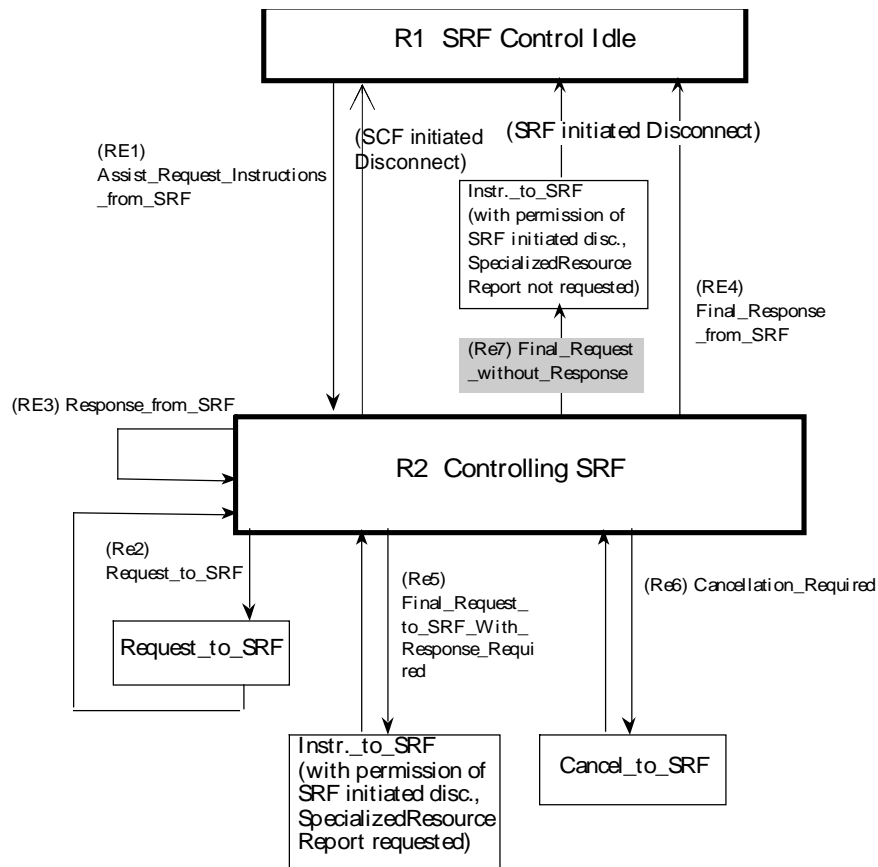 R1 SRF Control Idle
(SCF initiated
Disconnect)
(SRF initiated Disconnect)
(RE1)
Assist_Request_Instructions
_from_SRF
Instr._to_SRF
(with permission of
SRF initiated disc.,
SpecializedResource
Report not requested)
(RE4)
Final_Response
_from_SRF
(Re7) Final_Request
_without_Response
(RE3) Response_from_SRF
R2 Controlling SRF
(Re2)
Request_to_SRF
(Re5)
Final_Request_
to_SRF_With_
Response_Requi
red
(Re6) Cancellation_Required
Request_to_SRF
Instr._to_SRF
(with permission of
SRF initiated disc.,
SpecializedResource
Report requested)
Cancel_to_SRF